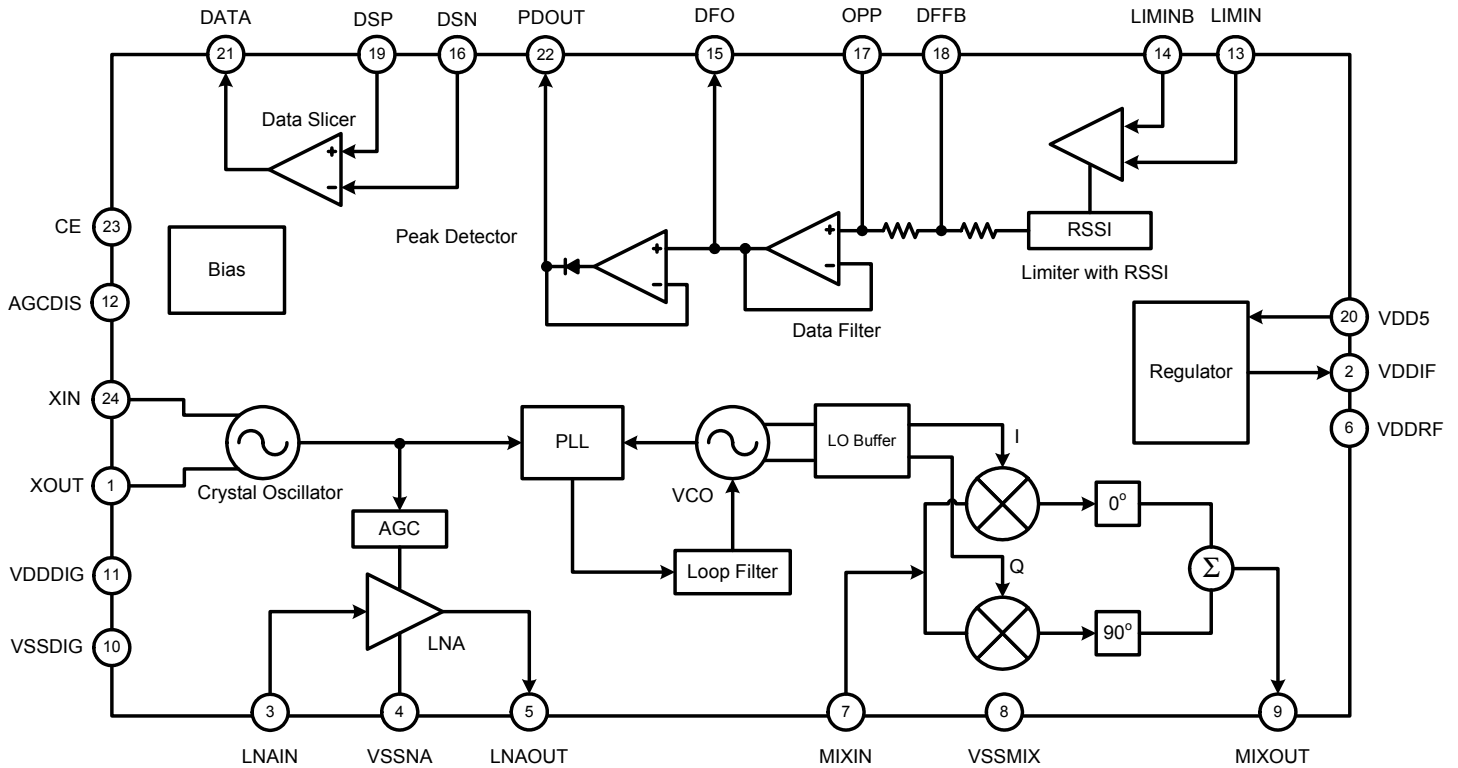 DATA DSP DSN PDOUT DFO OPP DFFB LIMINB LIMIN
21 19 16 22 15 17 18 14 13
Data Slicer
+
−
Peak Detector
+
−
+
−
Data Filter
RSSI
Limiter with RSSI
CE 23
Bias
AGCDIS 12
20 VDD5
Regulator
2 VDDIF
6 VDDRF
XIN 24
XOUT 1
Crystal Oscillator
PLL
VCO
LO Buffer
I
0°
AGC
Loop Filter
Q
Σ
90°
VDDDIG 11
VSSDIG 10
LNA
3 4 5 7 8 9
LNAIN VSSNA LNAOUT MIXIN VSSMIX MIXOUT